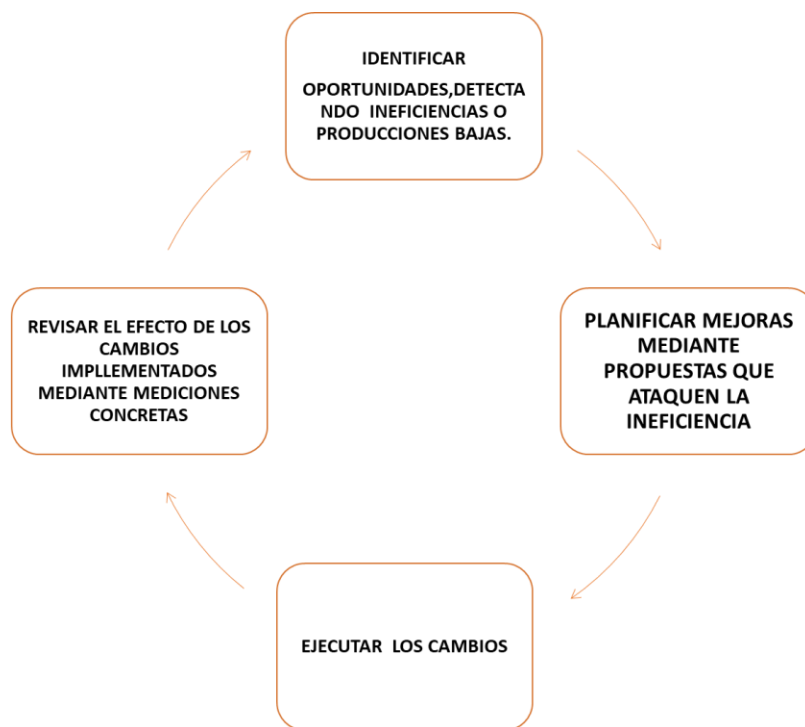 IDENTIFICAR
OPORTUNIDADES,DETECTA
NDO INEFICIENCIAS O
PRODUCCIONES BAJAS.
PLANIFICAR MEJORAS
MEDIANTE
PROPUESTAS QUE
ATAQUEN LA
INEFICIENCIA
EJECUTAR LOS CAMBIOS
REVISAR EL EFECTO DE LOS
CAMBIOS
IMPLLEMENTADOS
MEDIANTE MEDICIONES
CONCRETAS